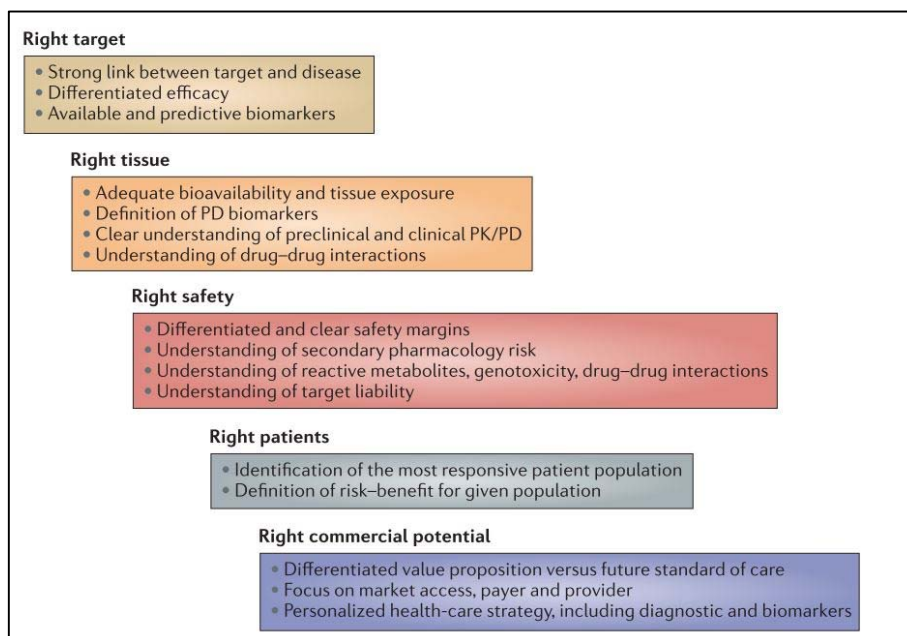 Right target
• Strong link between target and disease
• Differentiated efficacy
• Available and predictive biomarkers
Right tissue
• Adequate bioavailability and tissue exposure
• Definition of PD biomarkers
• Clear understanding of preclinical and clinical PK/PD
• Understanding of drug–drug interactions
Right safety
• Differentiated and clear safety margins
• Understanding of secondary pharmacology risk
• Understanding of reactive metabolites, genotoxicity, drug–drug interactions
• Understanding of target liability
Right patients
• Identification of the most responsive patient population
• Definition of risk–benefit for given population
Right commercial potential
• Differentiated value proposition versus future standard of care
• Focus on market access, payer and provider
• Personalized health-care strategy, including diagnostic and biomarkers